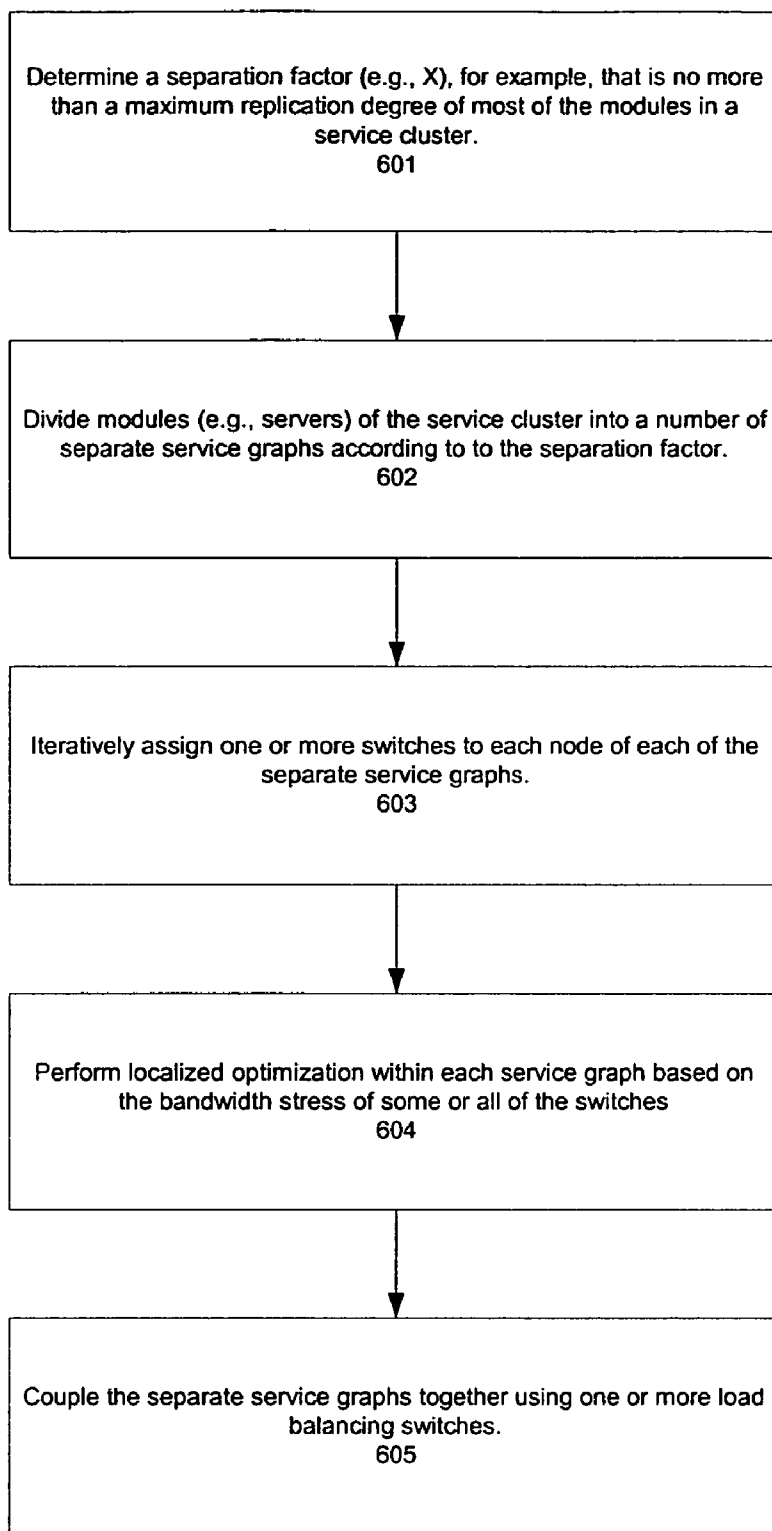 Determine a separation factor (e.g., X), for example, that is no more
than a maximum replication degree of most of the modules in a
service cluster.
601
Divide modules (e.g., servers) of the service cluster into a number of
separate service graphs according to to the separation factor.
602
Iteratively assign one or more switches to each node of each of the
separate service graphs.
603
Perform localized optimization within each service graph based on
the bandwidth stress of some or all of the switches
604
Couple the separate service graphs together using one or more load
balancing switches.
605